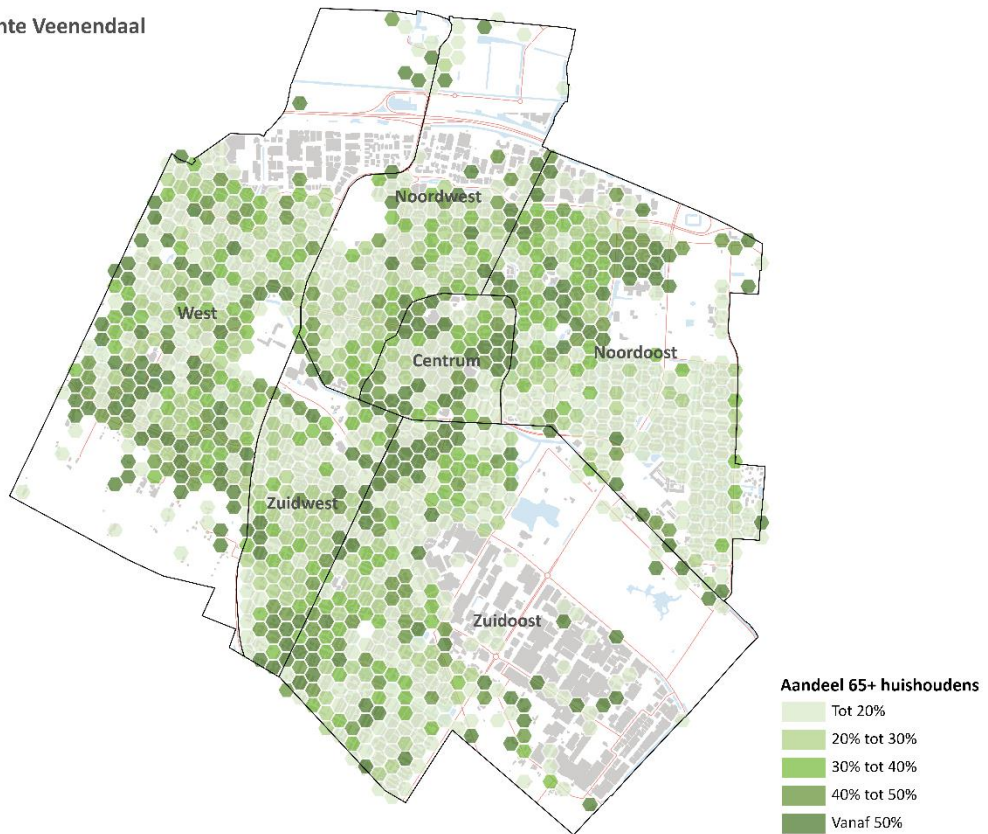 nte Veenendaal
Noordwest
West
Centrum
Noordoost
Zuidwest
Zuidoost
Aandeel 65+ huishoudens
Tot 20%
20% tot 30%
30% tot 40%
40% tot 50%
Vanaf 50%